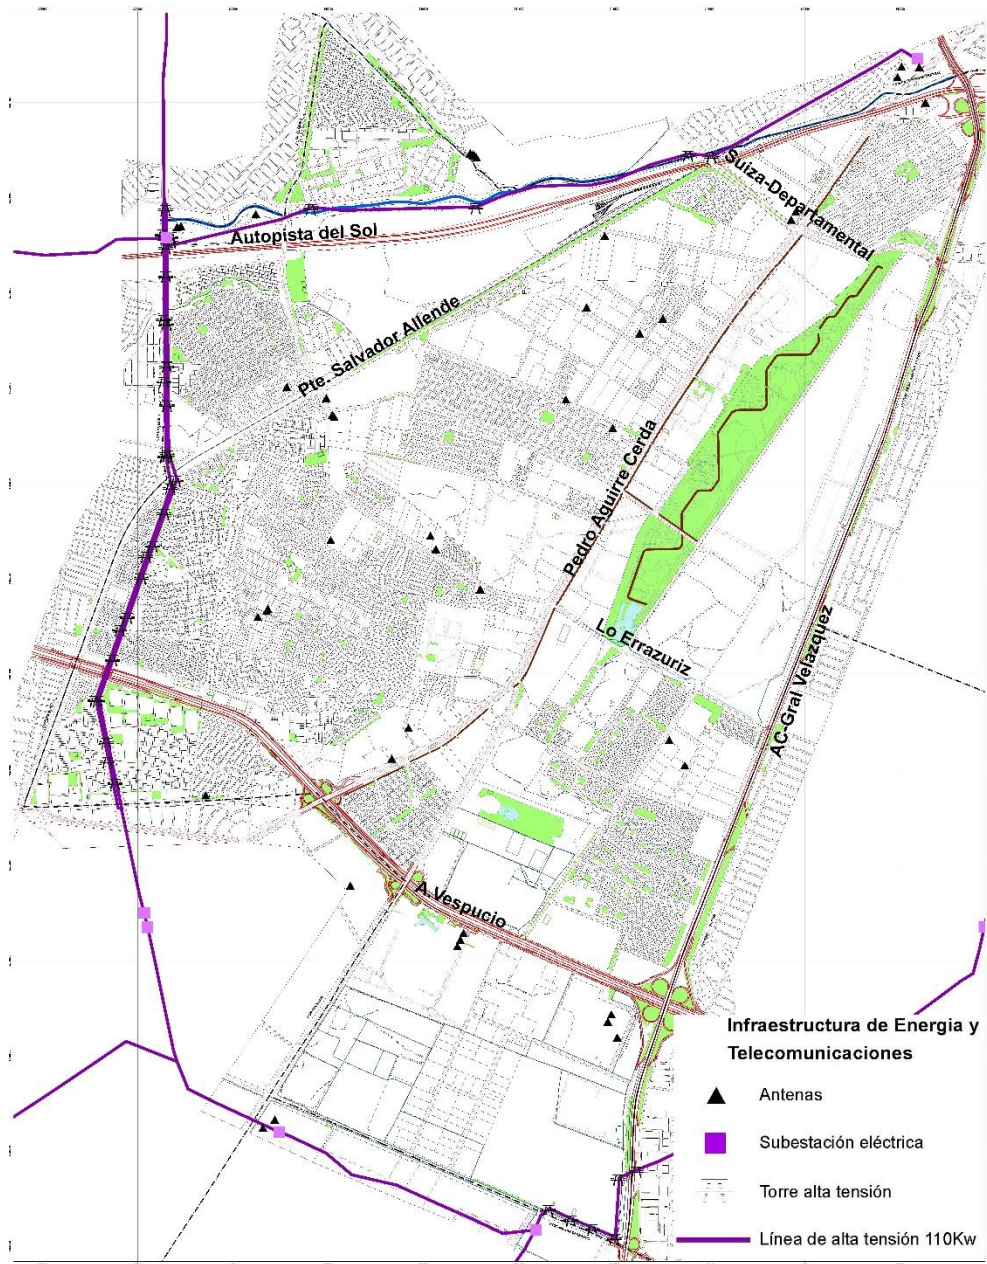 Suiza-Departamental
Autopista del Sol
Pte. Salvador Allende
Pedro Aguirre Cerda
Lo Errazuriz
AC-Gral Velazquez
A. Vespucio
Infraestructura de Energia y
Telecomunicaciones
Antenas
Subestación eléctrica
Torre alta tensión
Línea de alta tensión 110Kw